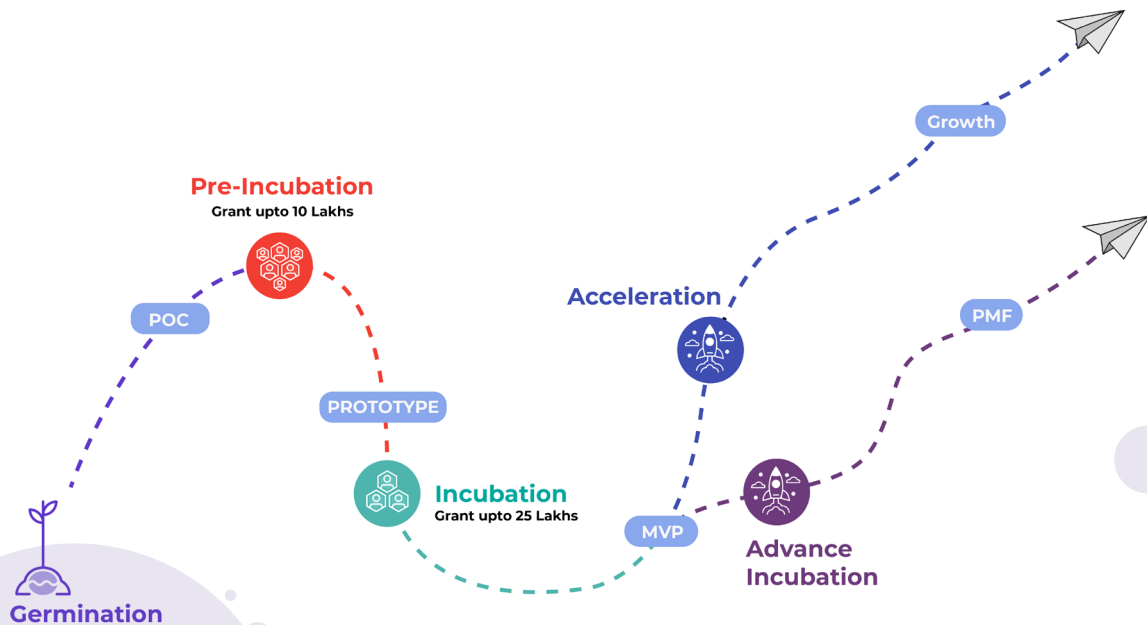 Growth
Pre-Incubation
Grant upto 10 Lakhs
Acceleration
POC
PMF
PROTOTYPE
Incubation
Grant upto 25 Lakhs
MVP
Advance
Incubation
Germination